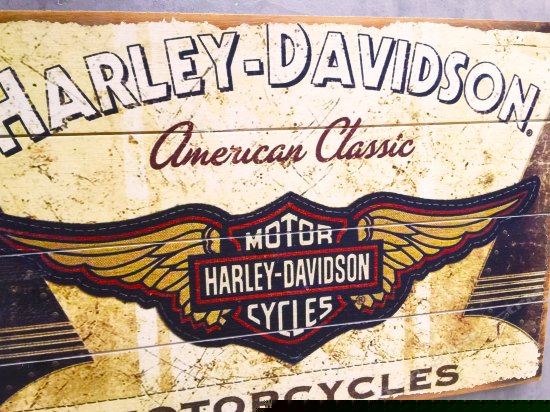 HARLEY-DAVIDSON®
American Classic
MOTOR
HARLEY-DAVIDSON
CYCLES®
MOTORCYCLES